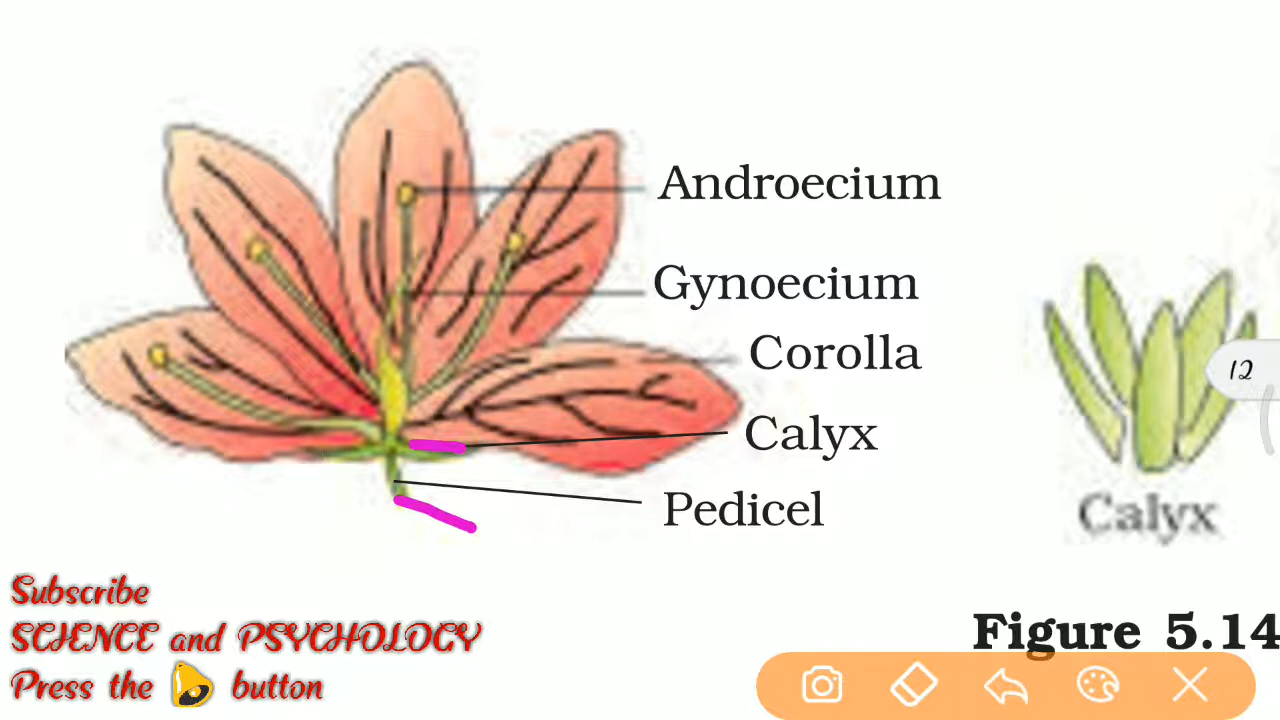 Androecium
Gynoecium
Corolla
Calyx
Pedicel
12
Calyx
Figure 5.14
Subscribe
SCIENCE and PSYCHOLOGY
Press the button